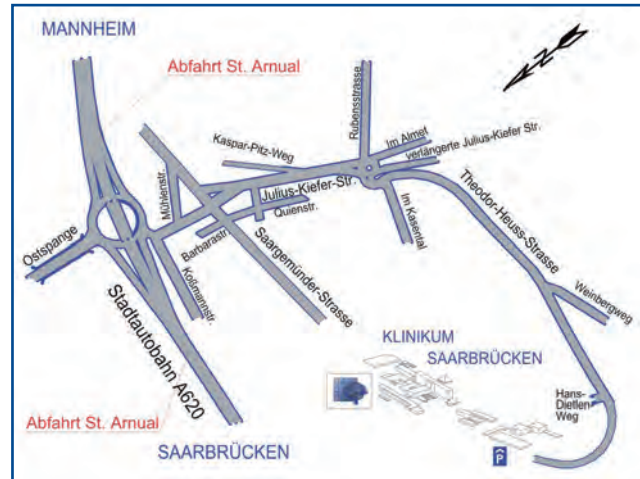 MANNHEIM
Abfahrt St. Arnual
N
Rubensstrasse
Im Almet
verlängerte Julius-Kiefer Str.
Kaspar-Pitz-Weg
Mühlenstr.
Julius-Kiefer-Str.
Quienstr.
Barbarastr.
Im Kasental
Theodor-Heuss-Strasse
Ostspange
Koßmannstr.
Saargemünder-Strasse
Weinbergweg
Stadtautobahn A620
KLINIKUM
SAARBRÜCKEN
Hans-
Dietlen
Weg
Abfahrt St. Arnual
SAARBRÜCKEN
P